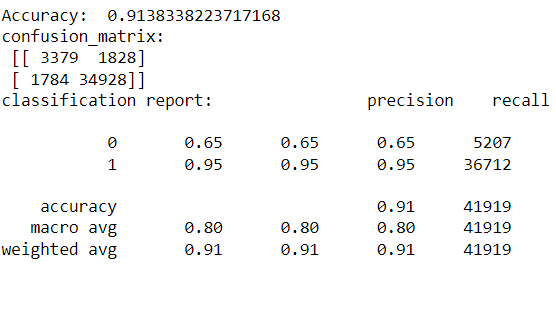 Accuracy:  0.9138338223717168
confusion_matrix:
 [[ 3379  1828]
 [ 1784 34928]]
classification report:               precision    recall

           0       0.65      0.65      0.65      5207
           1       0.95      0.95      0.95     36712

    accuracy                           0.91     41919
   macro avg       0.80      0.80      0.80     41919
weighted avg       0.91      0.91      0.91     41919